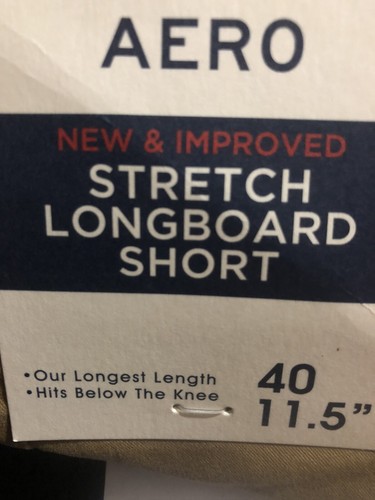 AERO
NEW & IMPROVED
STRETCH
LONGBOARD
SHORT
•Our Longest Length
•Hits Below The Knee
40
11.5”